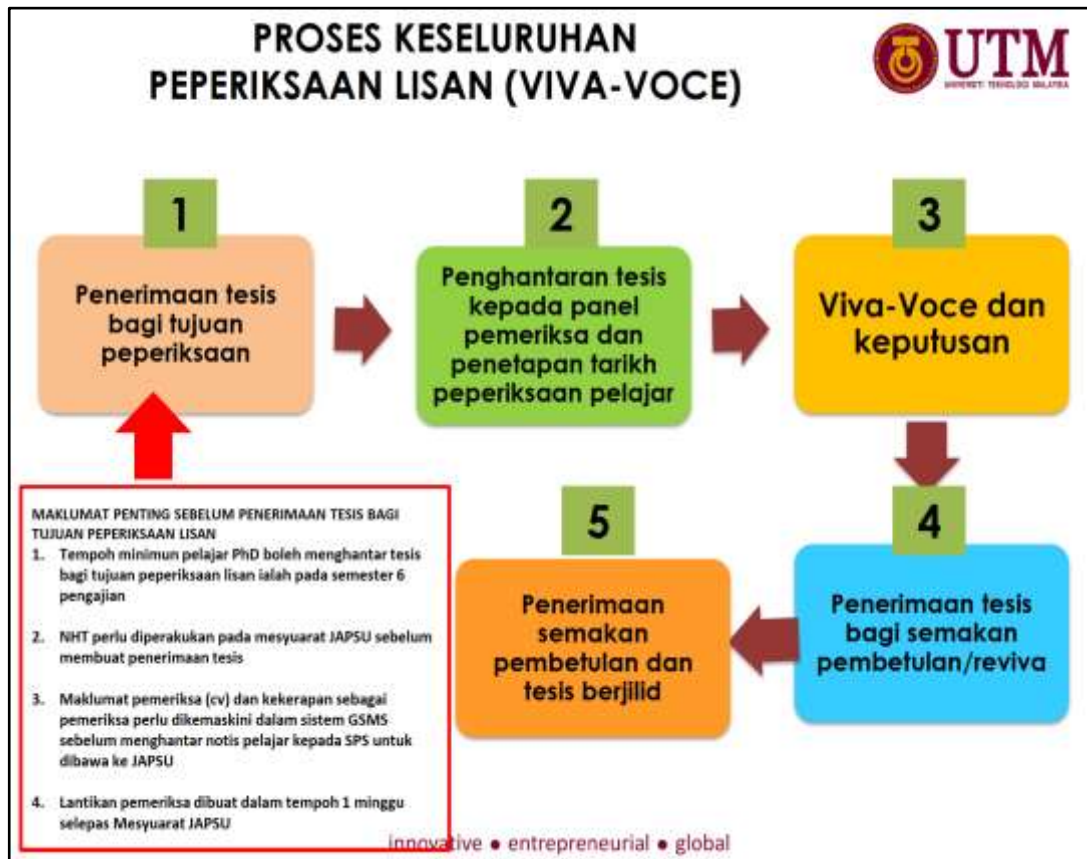 PROSES KESELURUHAN
PEPERIKSAAN LISAN (VIVA-VOCE)
UTM
UNIVERSITI TEKNOLOGI MALAYSIA
1
Penerimaan tesis
bagi tujuan
peperiksaan
2
Penghantaran tesis
kepada panel
pemeriksa dan
penetapan tarikh
peperiksaan pelajar
3
Viva-Voce dan
keputusan
4
Penerimaan tesis
bagi semakan
pembetulan/reviva
5
Penerimaan
semakan
pembetulan dan
tesis berjilid
MAKLUMAT PENTING SEBELUM PENERIMAAN TESIS BAGI
TUJUAN PEPERIKSAAN LISAN
1. Tempoh minimun pelajar PhD boleh menghantar tesis
bagi tujuan peperiksaan lisan ialah pada semester 6
pengajian
2. NHT perlu diperakukan pada mesyuarat JAPSU sebelum
membuat penerimaan tesis
3. Maklumat pemeriksa (cv) dan kekerapan sebagai
pemeriksa perlu dikemaskini dalam sistem GSMS
sebelum menghantar notis pelajar kepada SPS untuk
dibawa ke JAPSU
4. Lantikan pemeriksa dibuat dalam tempoh 1 minggu
selepas Mesyuarat JAPSU
innovative ● entrepreneurial ● global